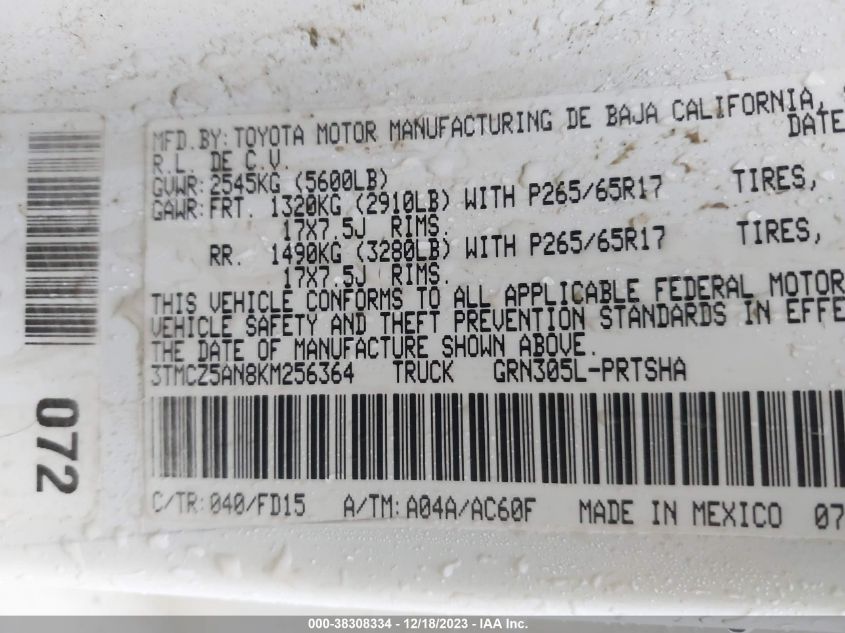 MFD.BY:TOYOTA MOTOR MANUFACTURING DE BAJA CALIFORNIA,
R.L. DE C.V. DATE
GVWR:2545KG (5600LB)
GAWR:FRT. 1320KG (2910LB) WITH P265/65R17 TIRES,
17X7.5J RIMS.
RR. 1490KG (3280LB) WITH P265/65R17 TIRES,
17X7.5J RIMS.
THIS VEHICLE CONFORMS TO ALL APPLICABLE FEDERAL MOTOR
VEHICLE SAFETY AND THEFT PREVENTION STANDARDS IN EFFE
THE DATE OF MANUFACTURE SHOWN ABOVE.
3TMCZ5AN8KM256364 TRUCK GRN305L-PRTSHA
C/TR:040/FD15 A/TM:A04A/AC60F MADE IN MEXICO 07
072
000-38308334 - 12/18/2023 - IAA Inc.